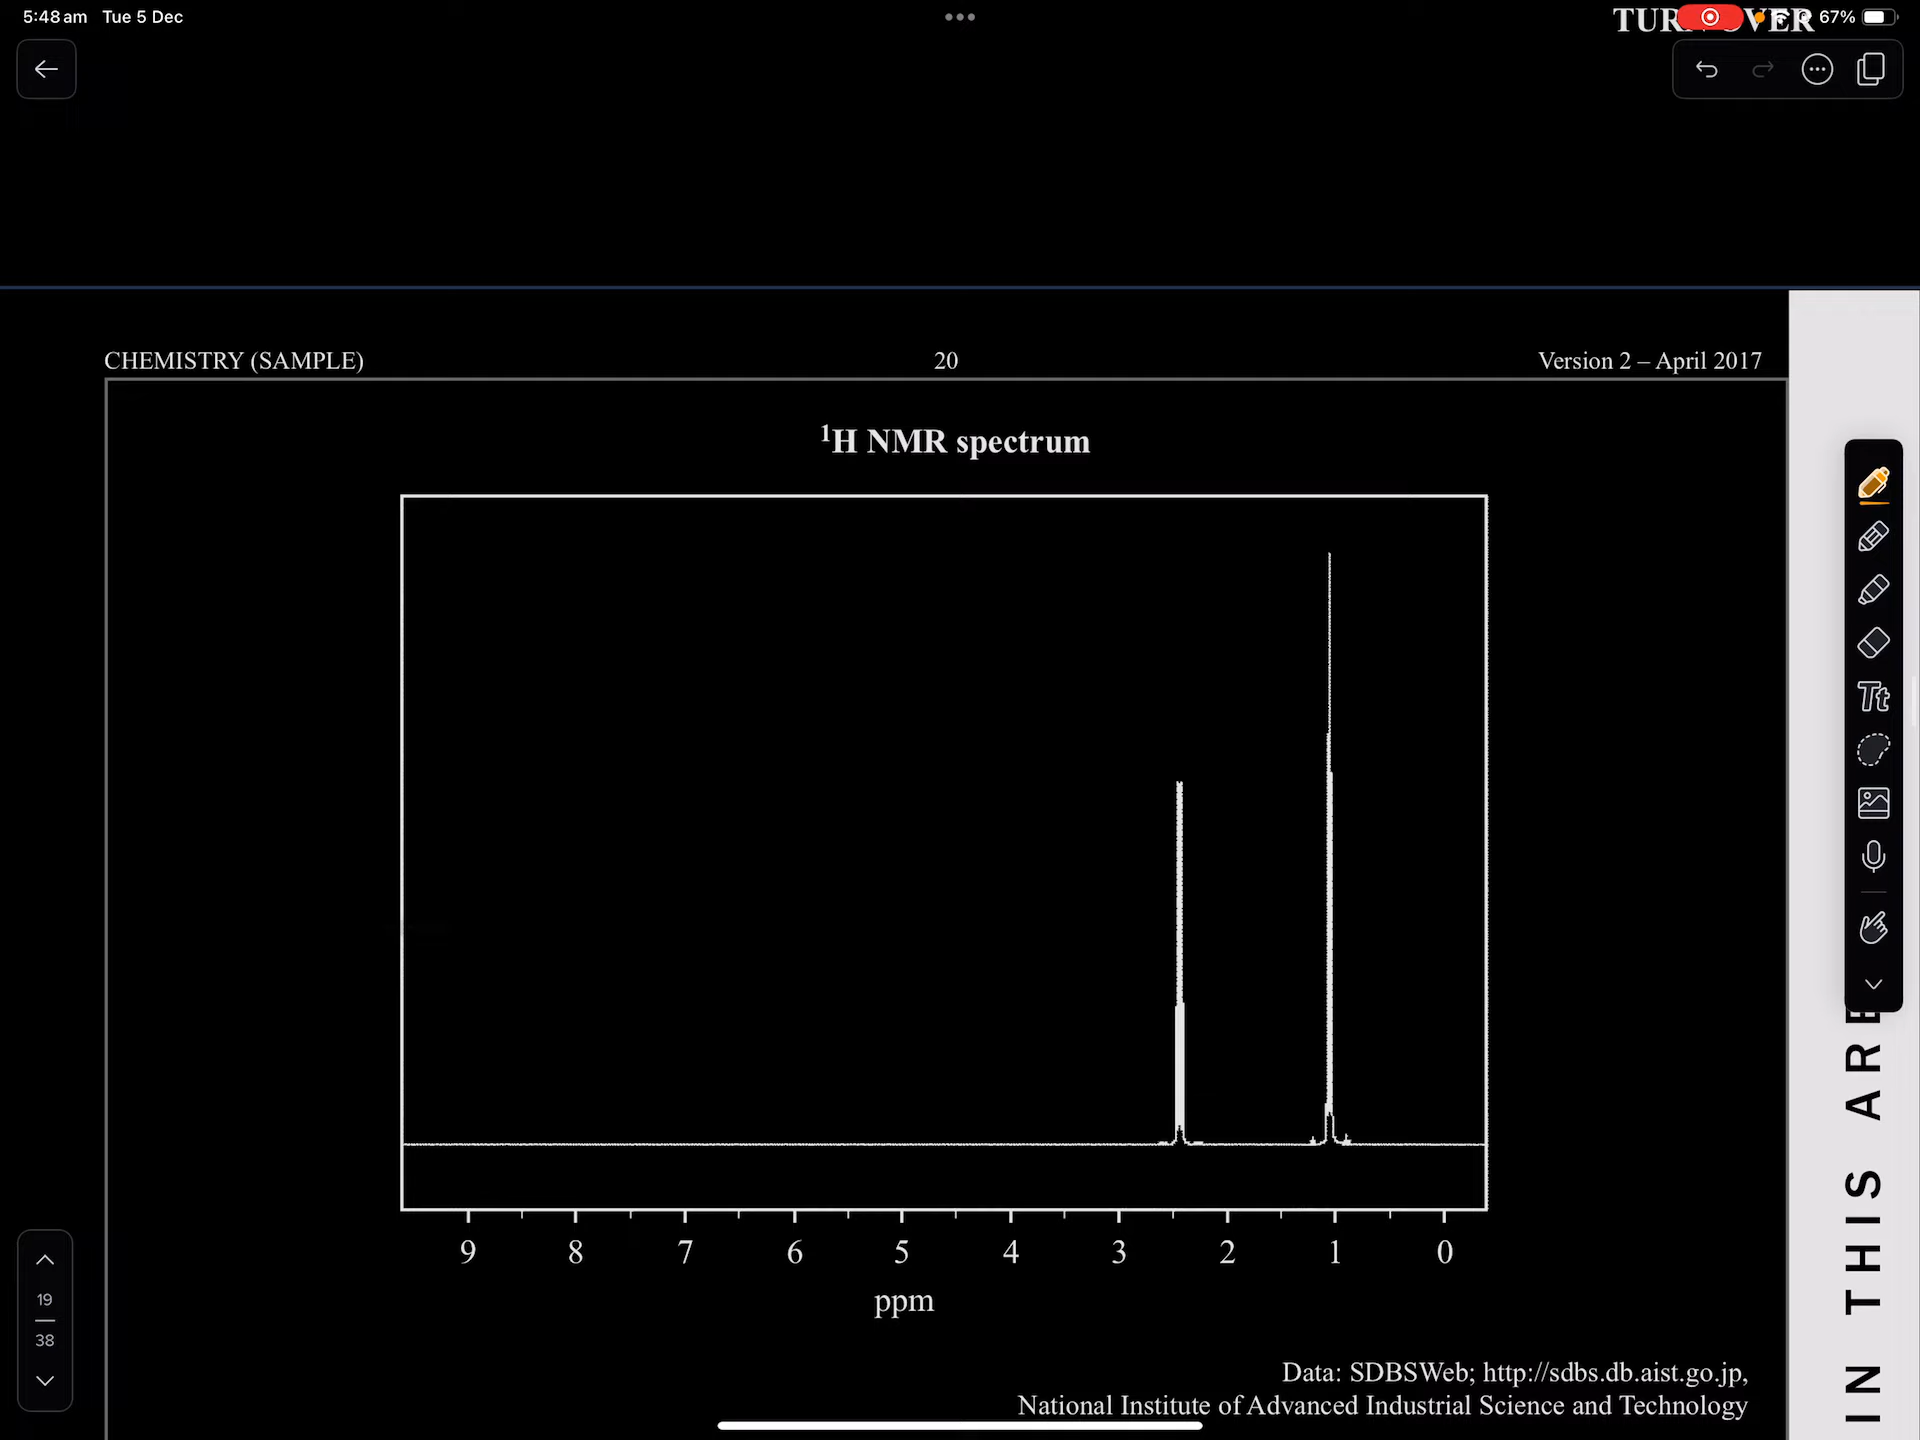 5:48 am Tue 5 Dec
67%
CHEMISTRY (SAMPLE) 20 Version 2 – April 2017
¹H NMR spectrum
9 8 7 6 5 4 3 2 1 0
ppm
Data: SDBSWeb; http://sdbs.db.aist.go.jp,
National Institute of Advanced Industrial Science and Technology
19
38
Tt
IN THIS